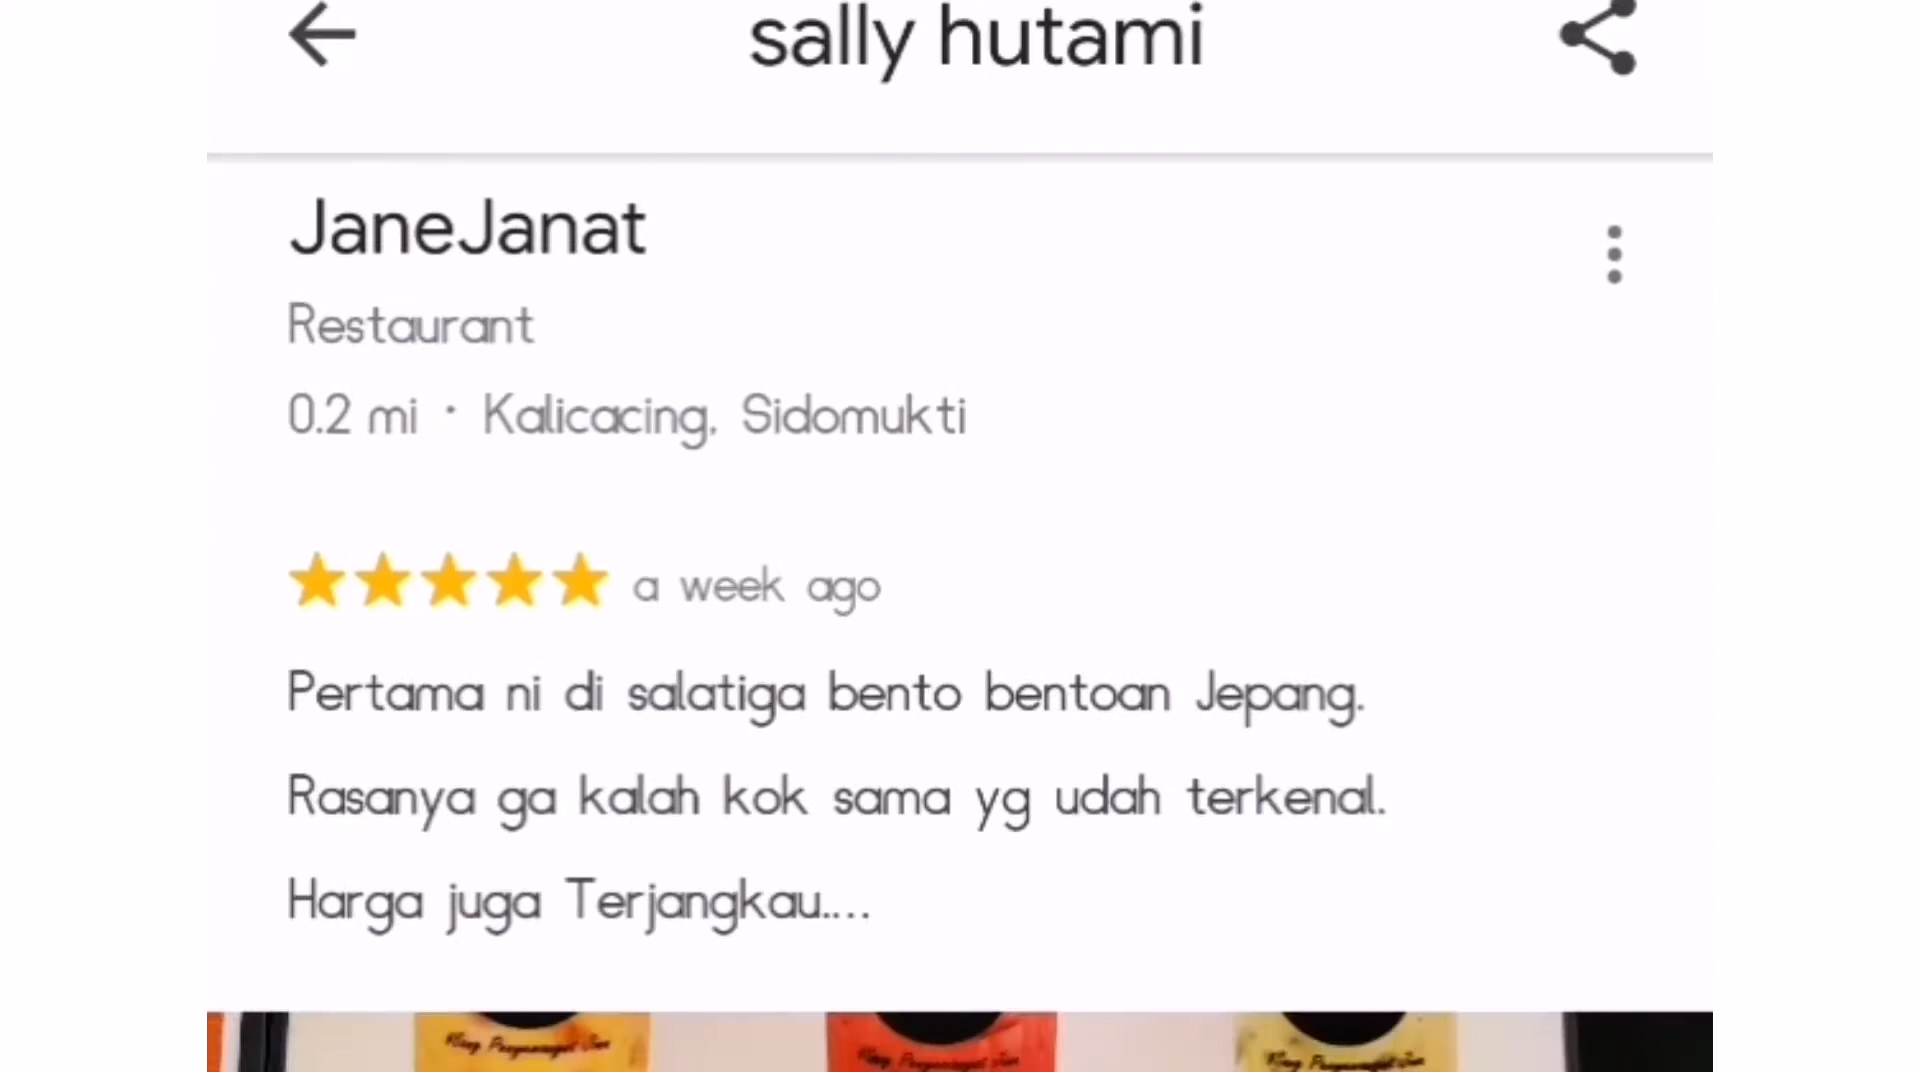 sally hutami
JaneJanat
Restaurant
0.2 mi · Kalicacing, Sidomukti
a week ago
Pertama ni di salatiga bento bentoan Jepang.
Rasanya ga kalah kok sama yg udah terkenal.
Harga juga Terjangkau....